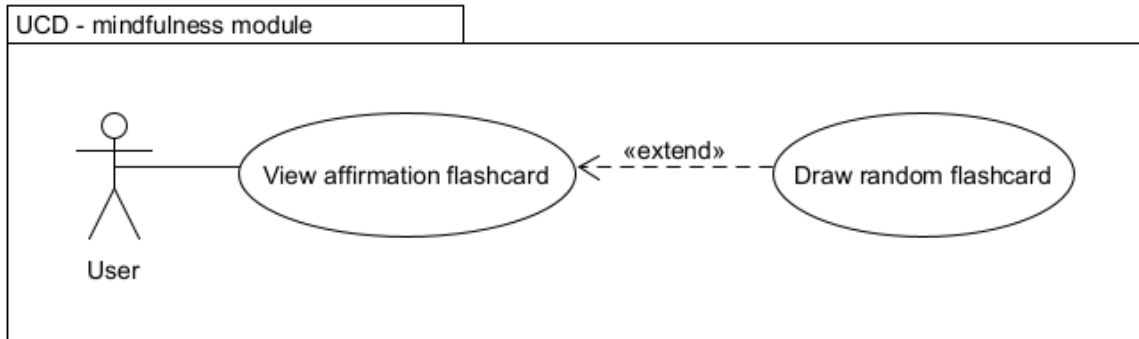 UCD - mindfulness module
View affirmation flashcard
«extend»
Draw random flashcard
User